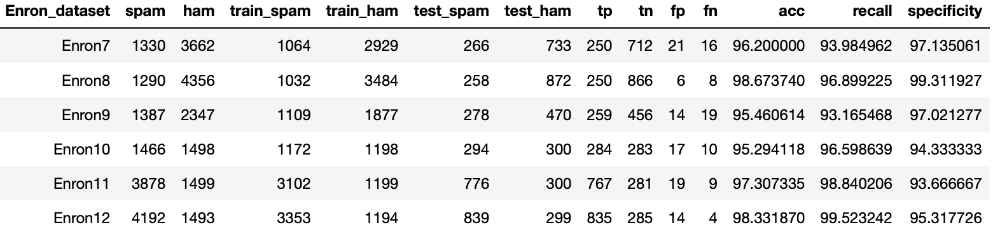 Enron_dataset spam ham train_spam train_ham test_spam test_ham tp tn fp fn acc recall specificity
Enron7 1330 3662 1064 2929 266 733 250 712 21 16 96.200000 93.984962 97.135061
Enron8 1290 4356 1032 3484 258 872 250 866 6 8 98.673740 96.899225 99.311927
Enron9 1387 2347 1109 1877 278 470 259 456 14 19 95.460614 93.165468 97.021277
Enron10 1466 1498 1172 1198 294 300 284 283 17 10 95.294118 96.598639 94.333333
Enron11 3878 1499 3102 1199 776 300 767 281 19 9 97.307335 98.840206 93.666667
Enron12 4192 1493 3353 1194 839 299 835 285 14 4 98.331870 99.523242 95.317726